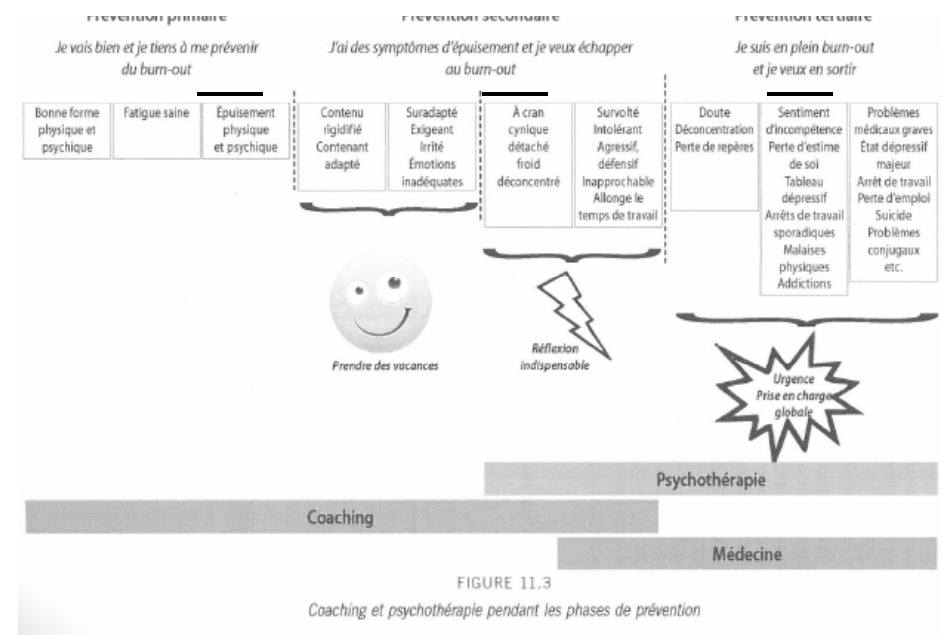 Prévention primaire
Prévention secondaire
Prévention tertiaire
Je vais bien et je tiens à me prévenir
du burn-out
J'ai des symptômes d'épuisement et je veux échapper
au burn-out
Je suis en plein burn-out
et je veux en sortir
Bonne forme
physique et
psychique
Fatigue saine
Épuisement
physique
et psychique
Contenu
rigidifié
Contenant
adapté
Suradapté
Exigeant
Irrité
Émotions
inadéquates
À cran
cynique
détaché
froid
déconcentré
Survolté
Intolérant
Agressif,
défensif
Inapprochable
Allonge le
temps de travail
Doute
Déconcentration
Perte de repères
Sentiment
d'incompétence
Perte d'estime
de soi
Tableau
dépressif
Arrêts de travail
sporadiques
Malaises
physiques
Addictions
Problèmes
médicaux graves
État dépressif
majeur
Arrêt de travail
Perte d'emploi
Suicide
Problèmes
conjugaux
etc.
Prendre des vacances
Réflexion
indispensable
Urgence
Prise en charge
globale
Psychothérapie
Coaching
Médecine
FIGURE 11.3
Coaching et psychothérapie pendant les phases de prévention